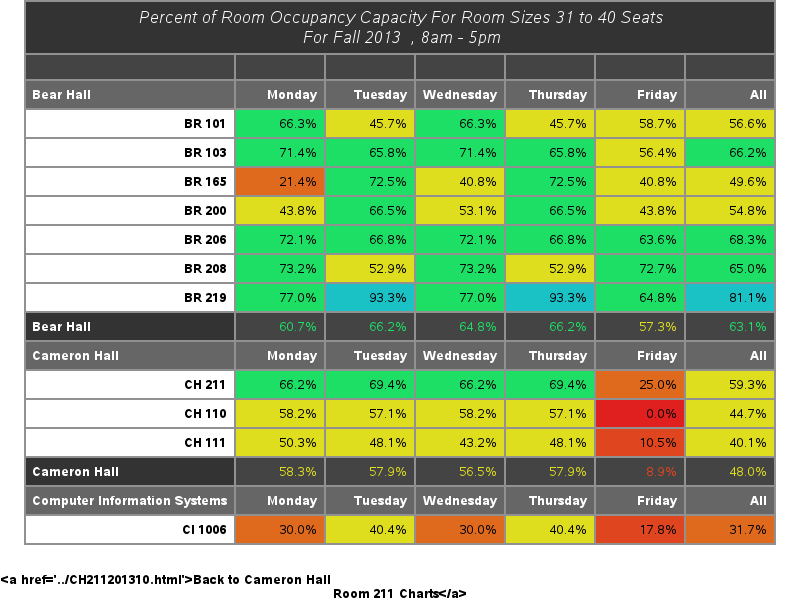 Percent of Room Occupancy Capacity For Room Sizes 31 to 40 Seats
For Fall 2013 , 8am - 5pm
Bear Hall Monday Tuesday Wednesday Thursday Friday All
BR 101 66.3% 45.7% 66.3% 45.7% 58.7% 56.6%
BR 103 71.4% 65.8% 71.4% 65.8% 56.4% 66.2%
BR 165 21.4% 72.5% 40.8% 72.5% 40.8% 49.6%
BR 200 43.8% 66.5% 53.1% 66.5% 43.8% 54.8%
BR 206 72.1% 66.8% 72.1% 66.8% 63.6% 68.3%
BR 208 73.2% 52.9% 73.2% 52.9% 72.7% 65.0%
BR 219 77.0% 93.3% 77.0% 93.3% 64.8% 81.1%
Bear Hall 60.7% 66.2% 64.8% 66.2% 57.3% 63.1%
Cameron Hall Monday Tuesday Wednesday Thursday Friday All
CH 211 66.2% 69.4% 66.2% 69.4% 25.0% 59.3%
CH 110 58.2% 57.1% 58.2% 57.1% 0.0% 44.7%
CH 111 50.3% 48.1% 43.2% 48.1% 10.5% 40.1%
Cameron Hall 58.3% 57.9% 56.5% 57.9% 8.9% 48.0%
Computer Information Systems Monday Tuesday Wednesday Thursday Friday All
CI 1006 30.0% 40.4% 30.0% 40.4% 17.8% 31.7%
<a href='../CH211201310.html'>Back to Cameron Hall
Room 211 Charts</a>